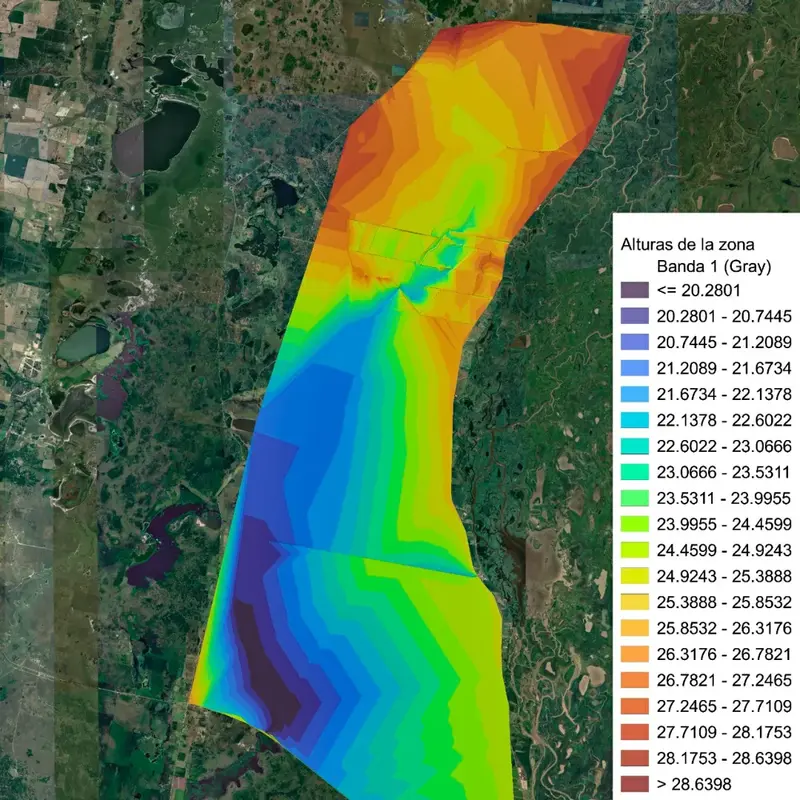 Alturas de la zona
Banda 1 (Gray)
<= 20.2801
20.2801 - 20.7445
20.7445 - 21.2089
21.2089 - 21.6734
21.6734 - 22.1378
22.1378 - 22.6022
22.6022 - 23.0666
23.0666 - 23.5311
23.5311 - 23.9955
23.9955 - 24.4599
24.4599 - 24.9243
24.9243 - 25.3888
25.3888 - 25.8532
25.8532 - 26.3176
26.3176 - 26.7821
26.7821 - 27.2465
27.2465 - 27.7109
27.7109 - 28.1753
28.1753 - 28.6398
> 28.6398